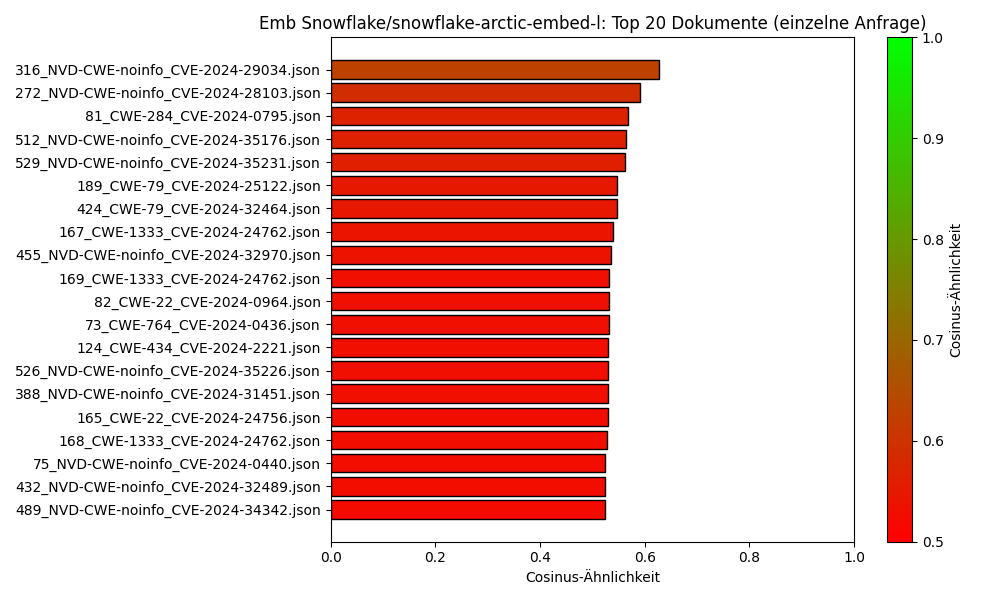 Emb Snowflake/snowflake-arctic-embed-l: Top 20 Dokumente (einzelne Anfrage)
316_NVD-CWE-noinfo_CVE-2024-29034.json
272_NVD-CWE-noinfo_CVE-2024-28103.json
81_CWE-284_CVE-2024-0795.json
512_NVD-CWE-noinfo_CVE-2024-35176.json
529_NVD-CWE-noinfo_CVE-2024-35231.json
189_CWE-79_CVE-2024-25122.json
424_CWE-79_CVE-2024-32464.json
167_CWE-1333_CVE-2024-24762.json
455_NVD-CWE-noinfo_CVE-2024-32970.json
169_CWE-1333_CVE-2024-24762.json
82_CWE-22_CVE-2024-0964.json
73_CWE-764_CVE-2024-0436.json
124_CWE-434_CVE-2024-2221.json
526_NVD-CWE-noinfo_CVE-2024-35226.json
388_NVD-CWE-noinfo_CVE-2024-31451.json
165_CWE-22_CVE-2024-24756.json
168_CWE-1333_CVE-2024-24762.json
75_NVD-CWE-noinfo_CVE-2024-0440.json
432_NVD-CWE-noinfo_CVE-2024-32489.json
489_NVD-CWE-noinfo_CVE-2024-34342.json
0.0 0.2 0.4 0.6 0.8 1.0
Cosinus-Ähnlichkeit
1.0
0.9
0.8
0.7
0.6
0.5
Cosinus-Ähnlichkeit